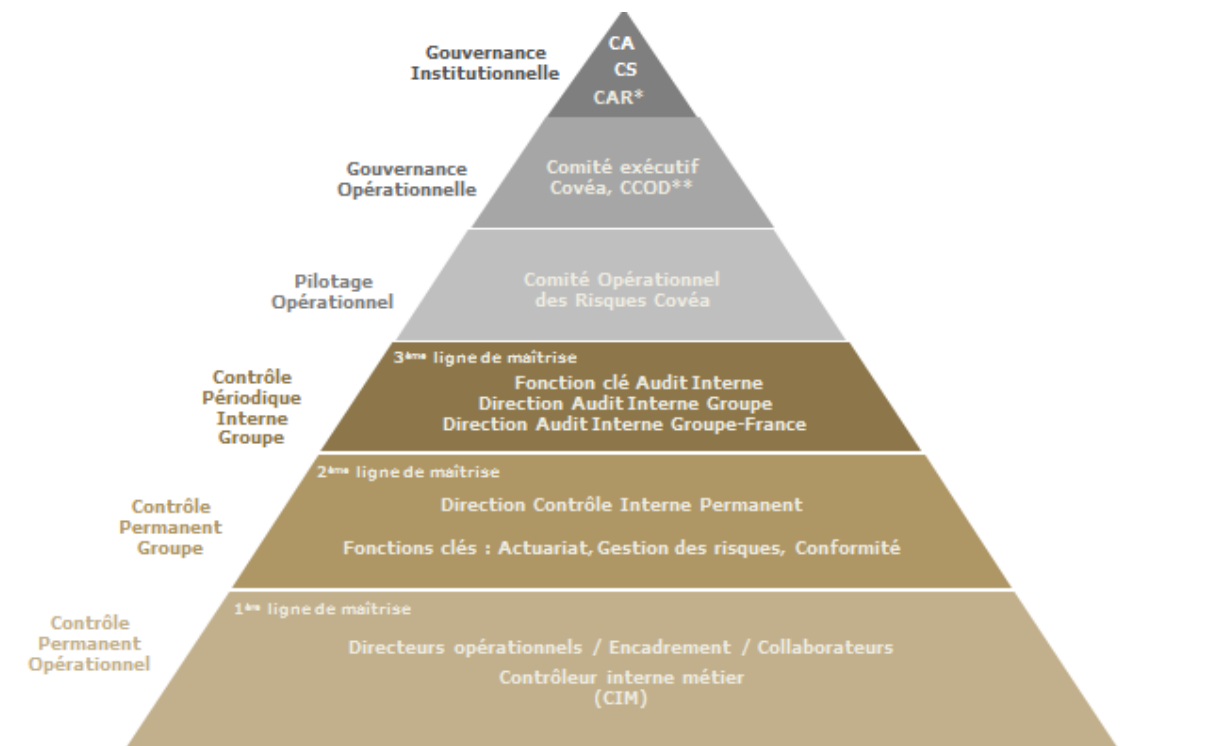 Gouvernance
Institutionnelle
CA
CS
CAR*
Gouvernance
Opérationnelle
Comité exécutif
Covéa, CCOD**
Pilotage
Opérationnel
Comité Opérationnel
des Risques Covéa
Contrôle
Périodique
Interne
Groupe
3ème ligne de maîtrise
Fonction clé Audit Interne
Direction Audit Interne Groupe
Direction Audit Interne Groupe-France
Contrôle
Permanent
Groupe
2ème ligne de maîtrise
Direction Contrôle Interne Permanent
Fonctions clés : Actuariat, Gestion des risques, Conformité
Contrôle
Permanent
Opérationnel
1ère ligne de maîtrise
Directeurs opérationnels / Encadrement / Collaborateurs
Contrôleur interne métier
(CIM)